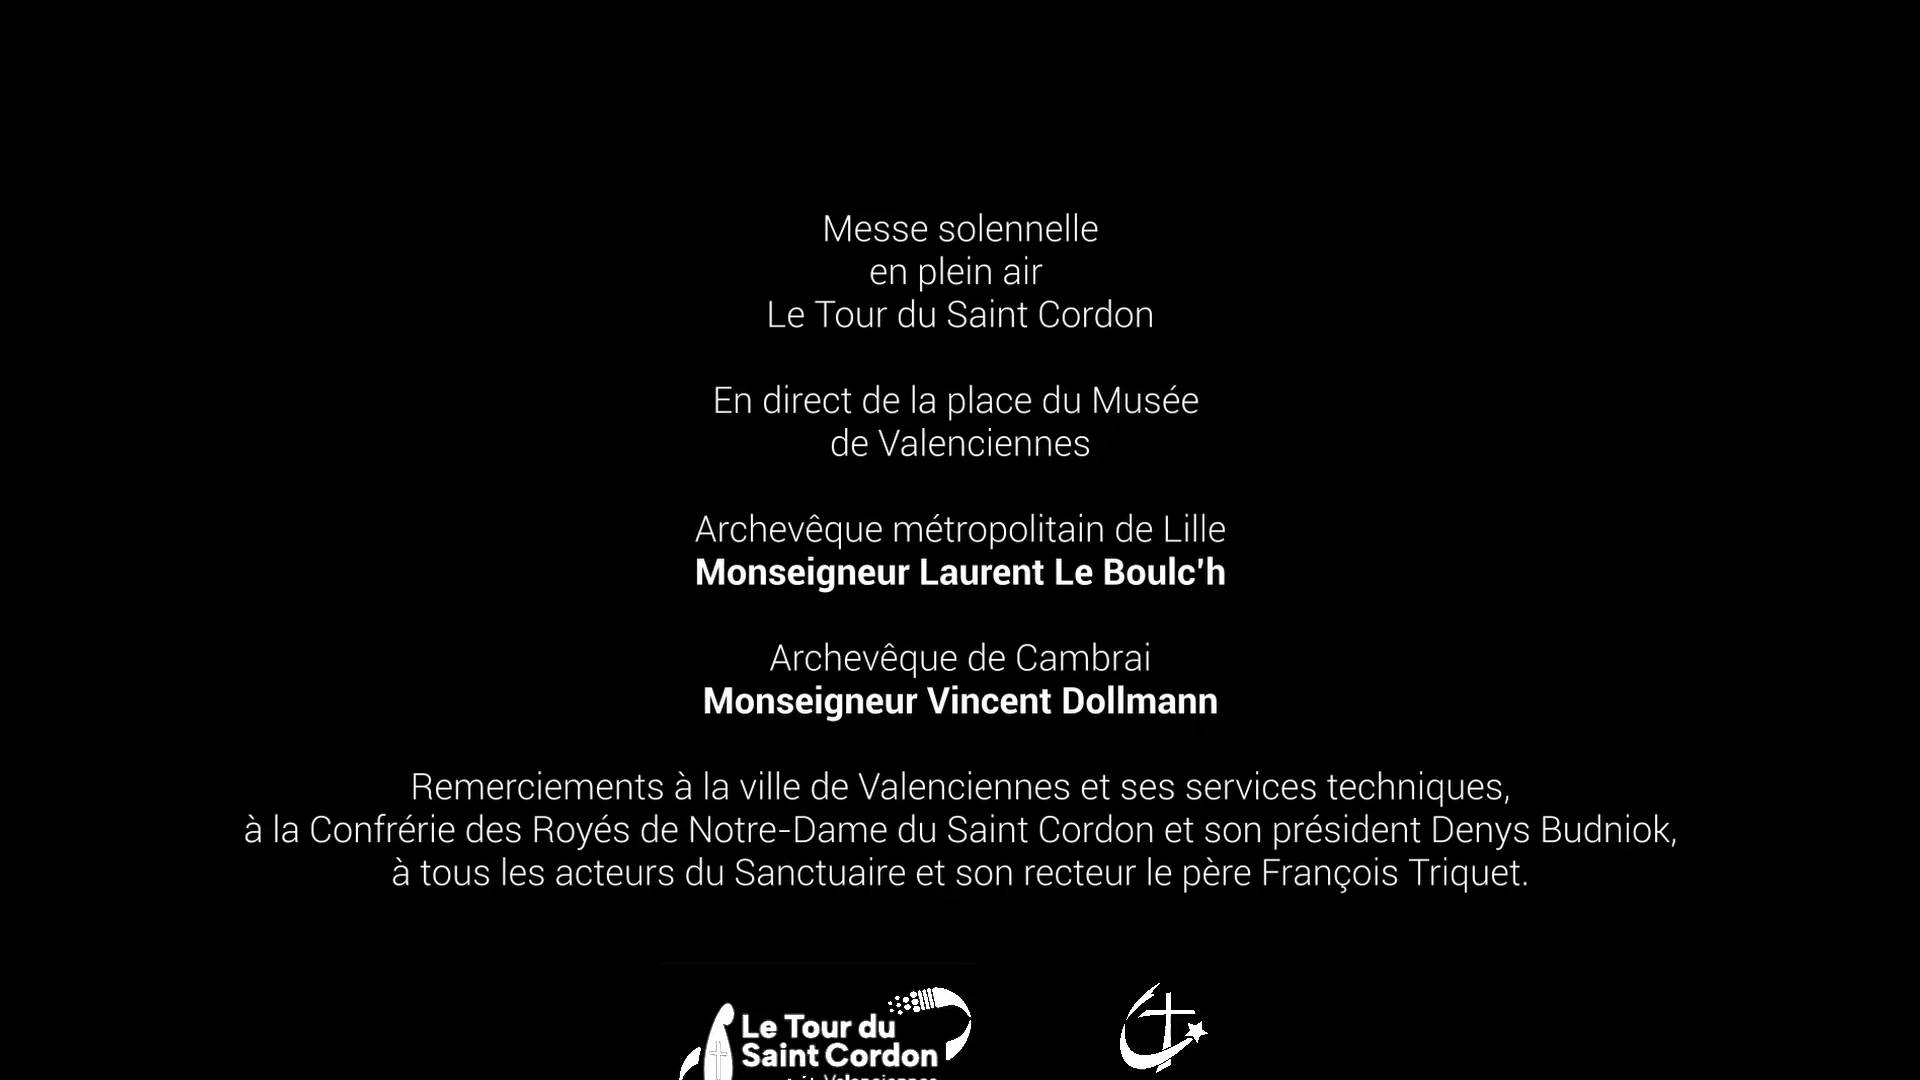 Messe solennelle
en plein air
Le Tour du Saint Cordon
En direct de la place du Musée
de Valenciennes
Archevêque métropolitain de Lille
Monseigneur Laurent Le Boulc'h
Archevêque de Cambrai
Monseigneur Vincent Dollmann
Remerciements à la ville de Valenciennes et ses services techniques,
à la Confrérie des Royés de Notre-Dame du Saint Cordon et son président Denys Budniok,
à tous les acteurs du Sanctuaire et son recteur le père François Triquet.
Le Tour du
Saint Cordon